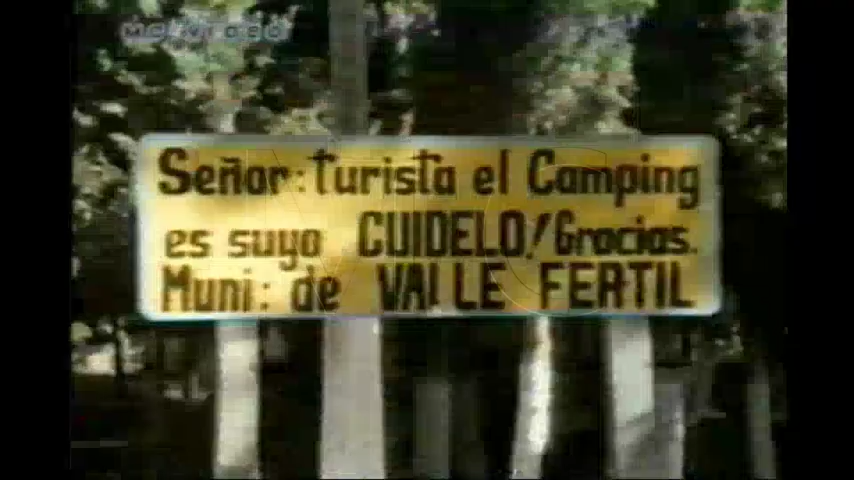 Señor: turista el Camping
es suyo CUIDELO! Gracias.
Muni: de VALLE FERTIL